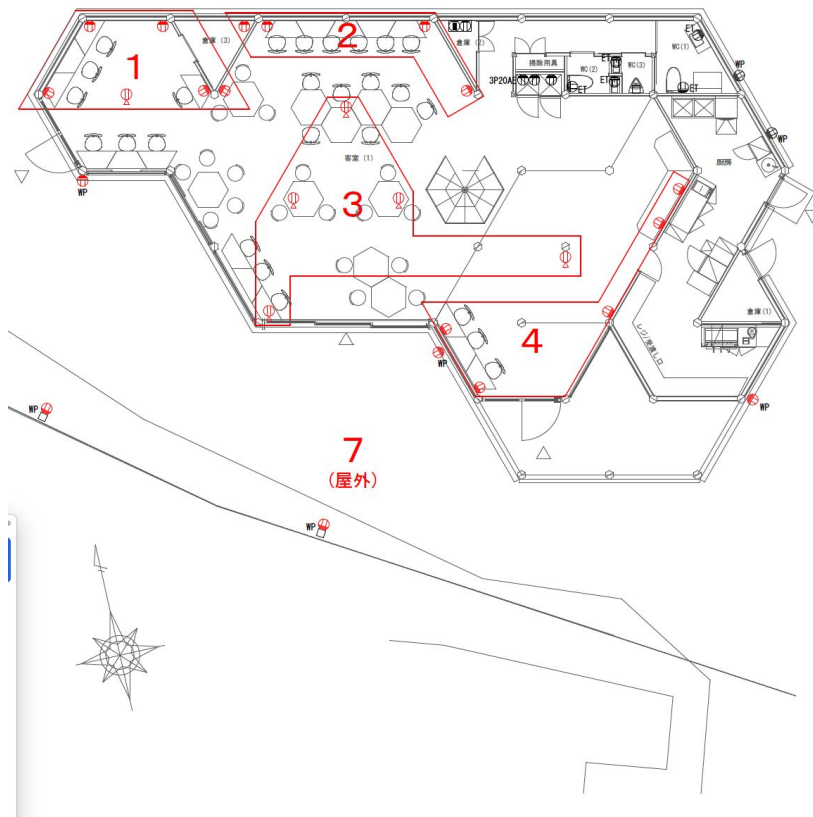 倉庫 (3)
2
倉庫 (2)
WC(1)
ET
1
掃除用具
WC(2)
ET
WC(3)
ET
WP
3P20AE
ET
ET
WP
客室 (1)
厨房
WP
3
倉庫(1)
4
レジ/受渡し口
WP
WP
WP
7
(屋外)
WP